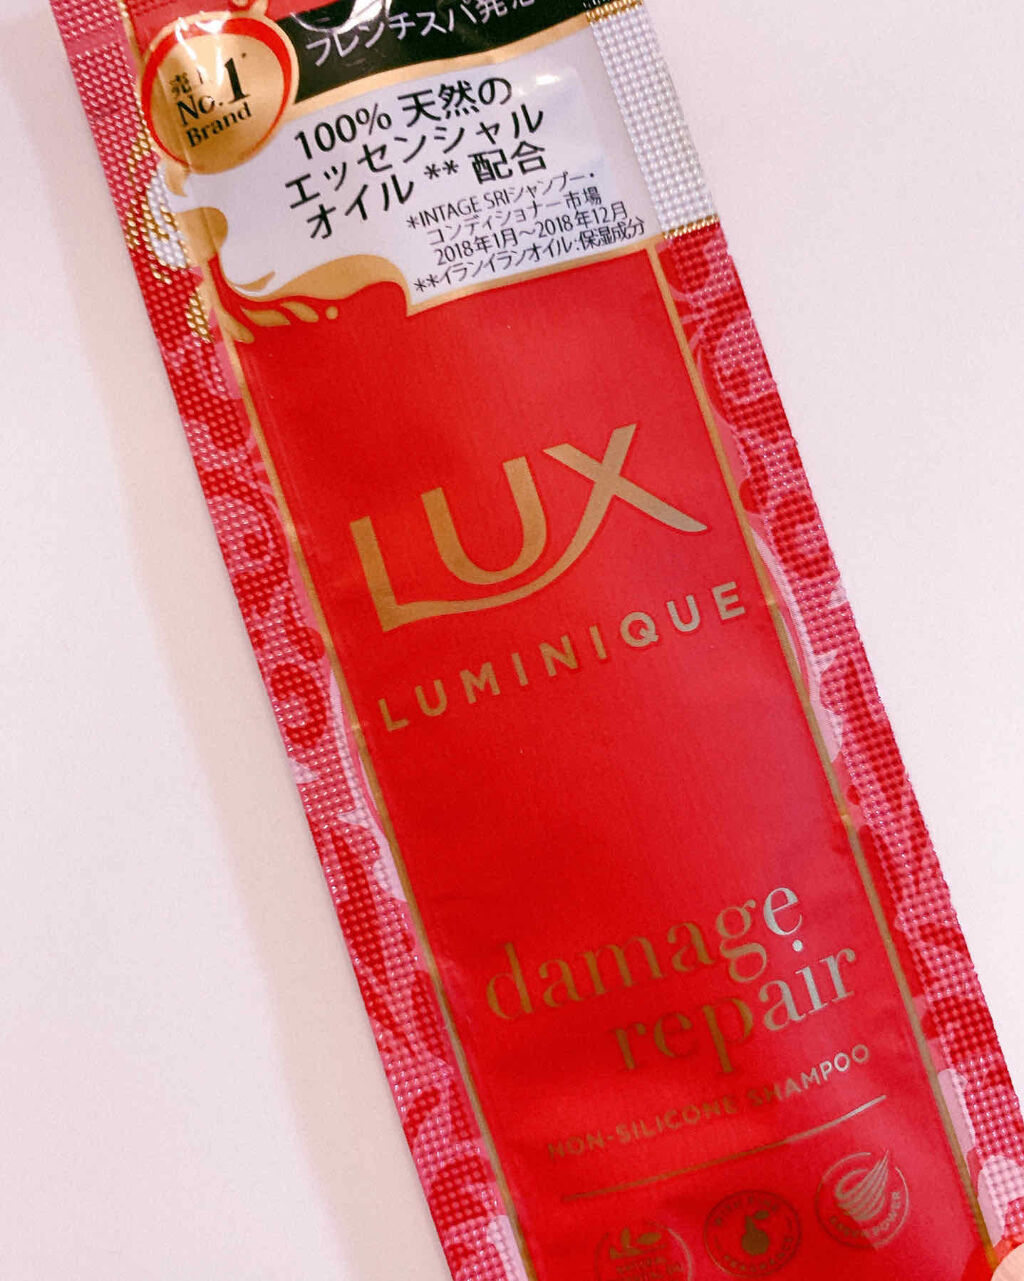 フレンチスパ発想
売上
No.1*
Brand
100% 天然の
エッセンシャル
オイル ** 配合
*INTAGE SRIシャンプー・
コンディショナー市場
2018年1月～2018年12月
**イランイランオイル:保湿成分
LUX
LUMINIQUE
damage
repair
NON-SILICONE SHAMPOO